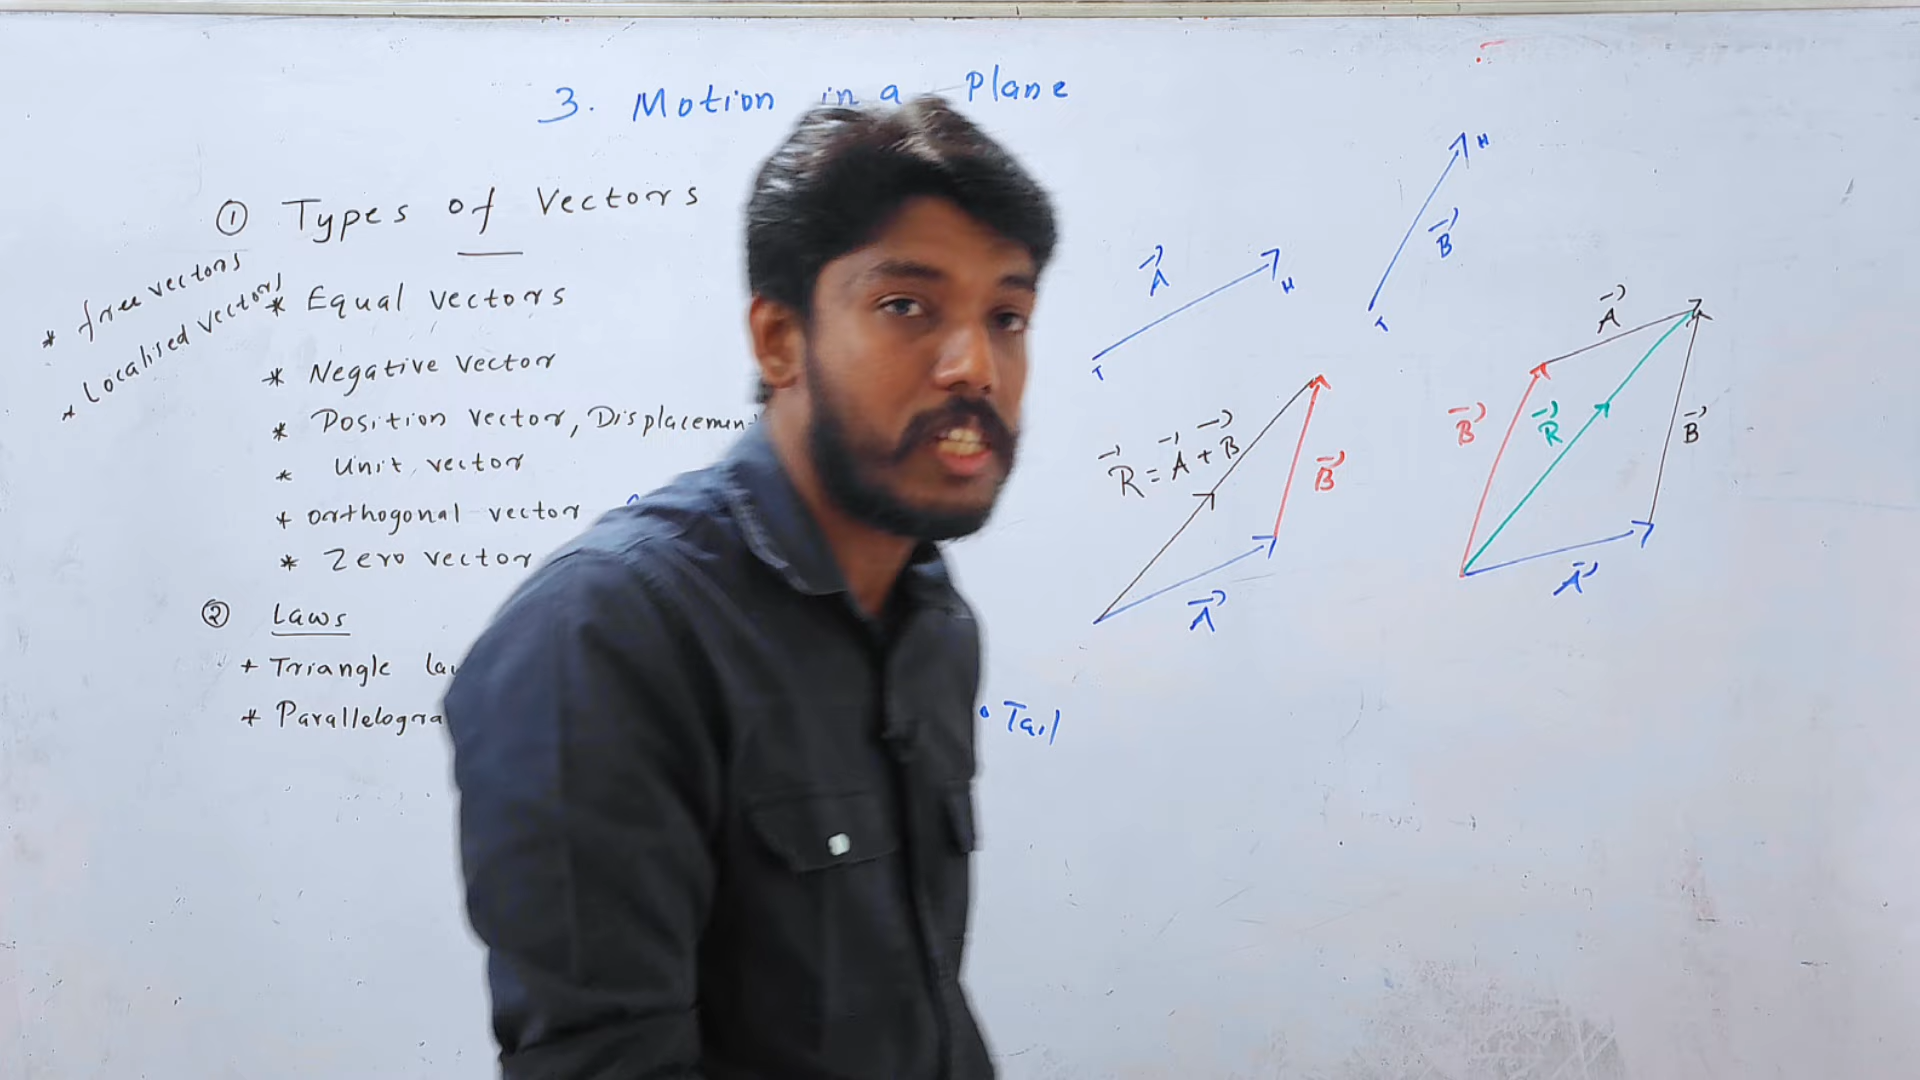 3. Motion in a Plane
① Types of Vectors
* free vectors
* Localised vectors
* Equal vectors
* Negative Vector
* Position vector, Displacemen
* Unit vector
* orthogonal vector
* Zero vector
② Laws
* Triangle la
* Parallelogra
• Tail
A⃗
H
T
B⃗
H
T
R⃗ = A⃗ + B⃗
B⃗
A⃗
A⃗
B⃗
R⃗
B⃗
A⃗